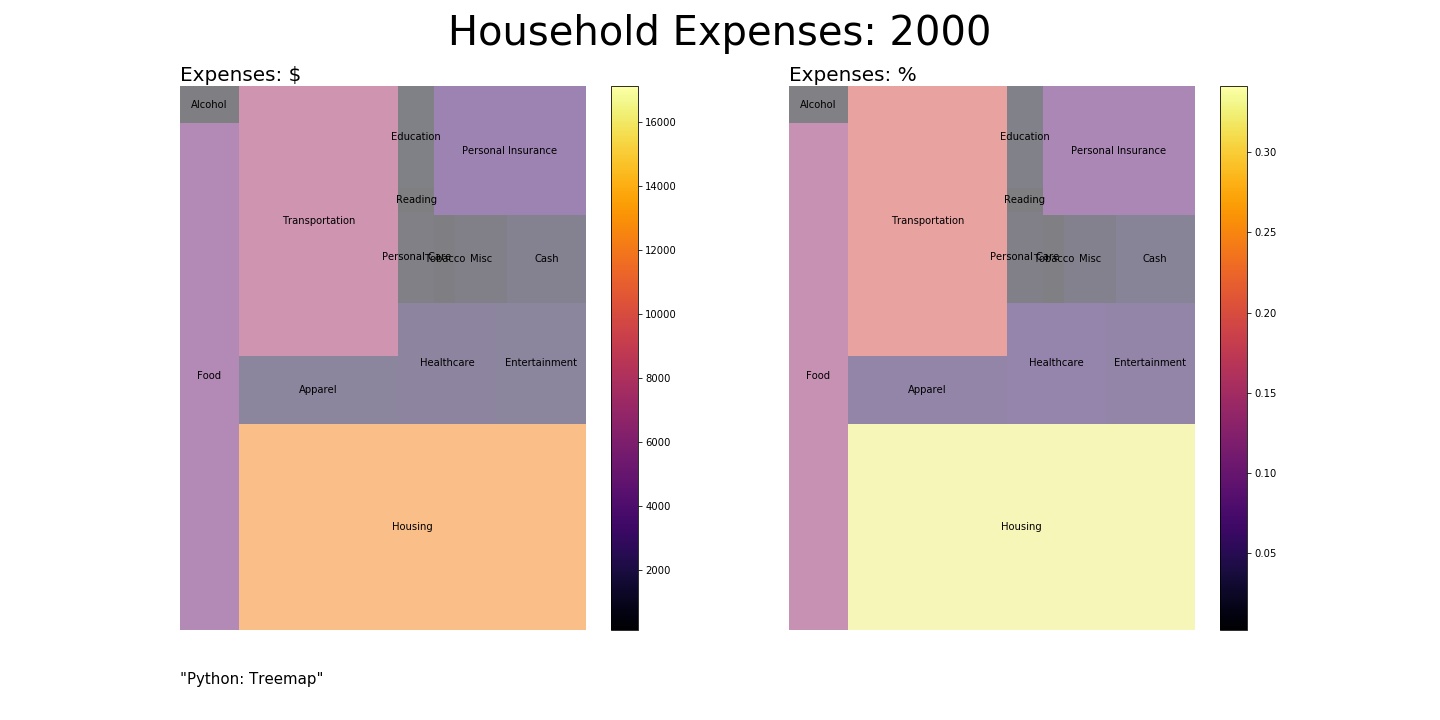 Household Expenses: 2000
Expenses: $
Alcohol
Education
Personal Insurance
Reading
Transportation
Personal Care
Tobacco
Misc
Cash
Healthcare
Entertainment
Food
Apparel
Housing
16000
14000
12000
10000
8000
6000
4000
2000
Expenses: %
Alcohol
Education
Personal Insurance
Reading
Transportation
Personal Care
Tobacco
Misc
Cash
Healthcare
Entertainment
Food
Apparel
Housing
0.30
0.25
0.20
0.15
0.10
0.05
"Python: Treemap"